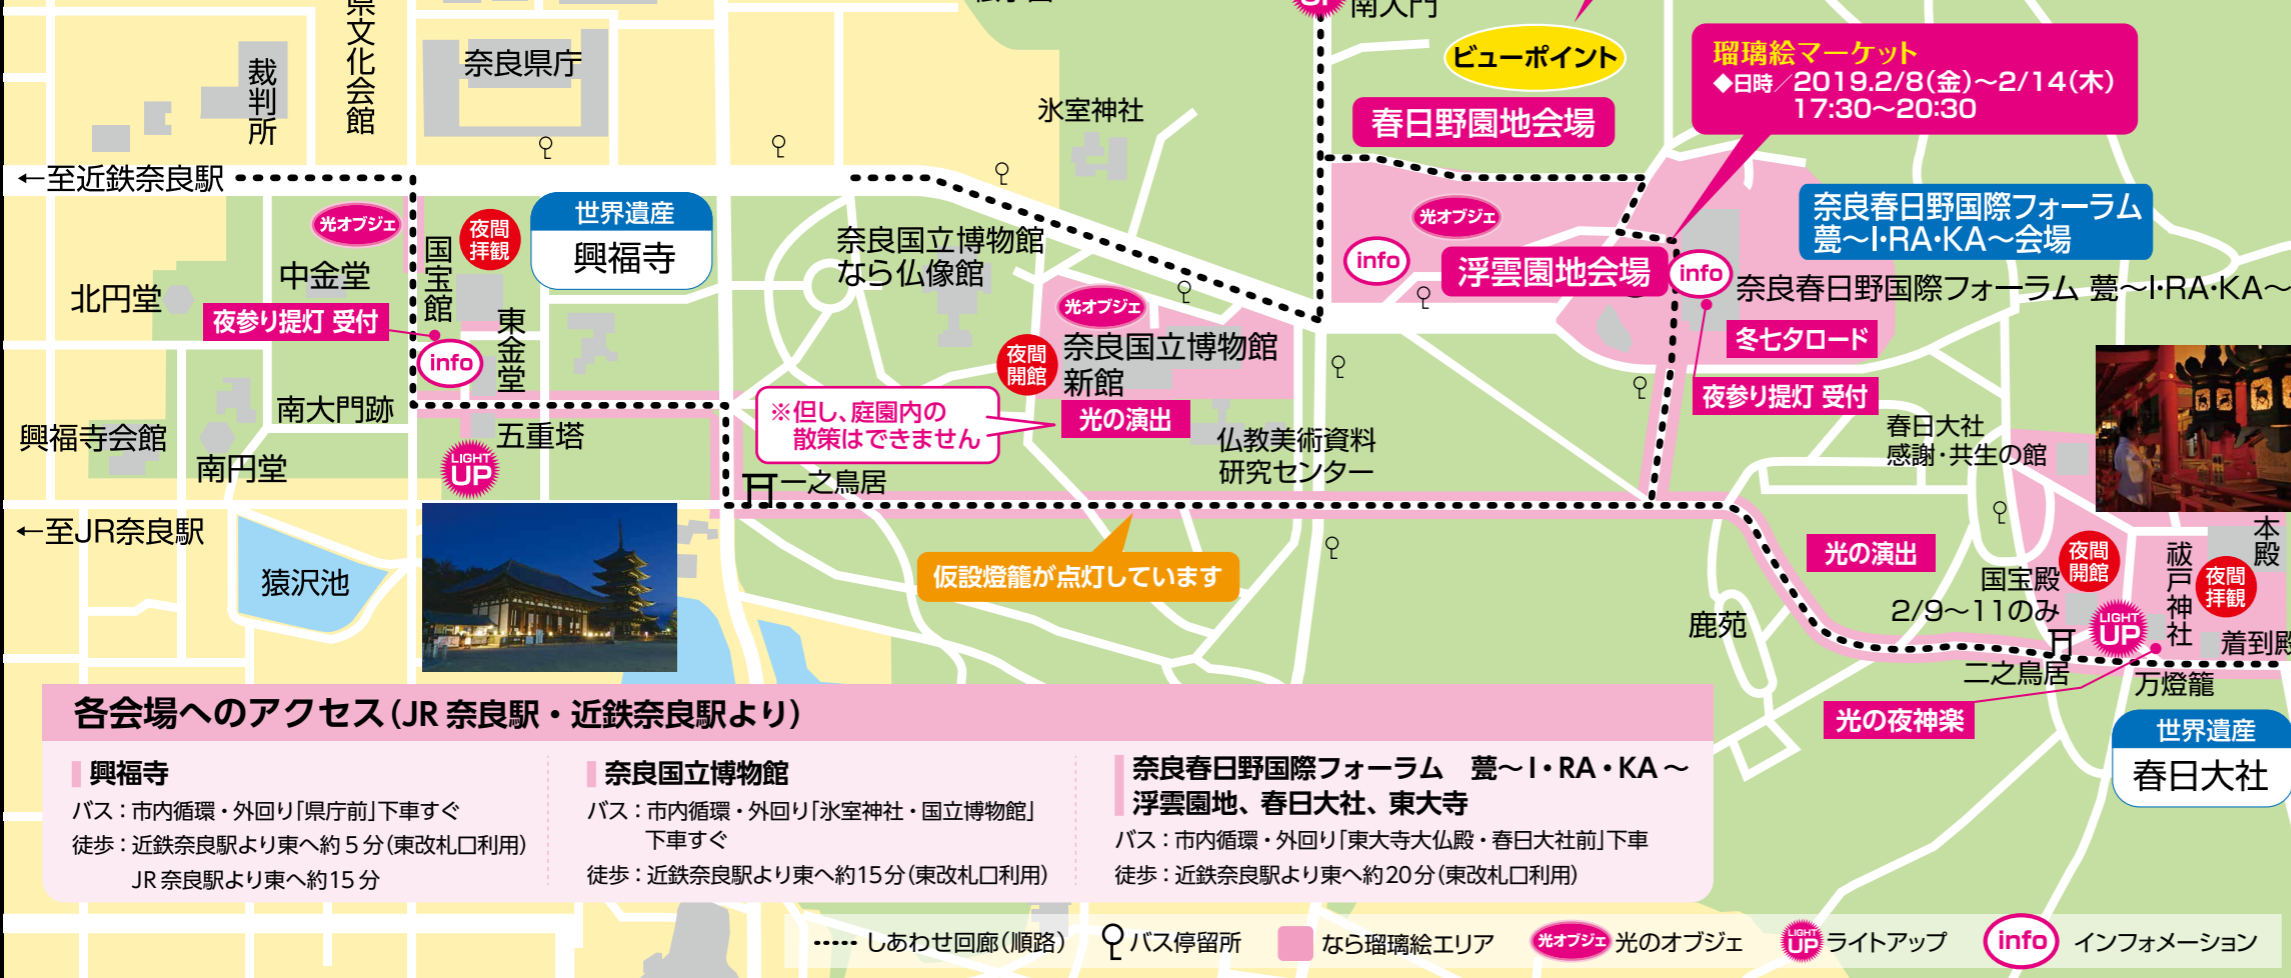 南大門
県文化会館
裁判所
奈良県庁
ビューポイント
瑠璃絵マーケット
◆日時/2019.2/8(金)〜2/14(木)
17:30〜20:30
春日野園地会場
氷室神社
←至近鉄奈良駅
光オブジェ
国宝館
夜間
拝観
世界遺産
興福寺
奈良国立博物館
なら仏像館
光オブジェ
info
浮雲園地会場
info
奈良春日野国際フォーラム
甍〜I・RA・KA〜会場
奈良春日野国際フォーラム 甍〜I・RA・KA〜
中金堂
北円堂
夜参り提灯 受付
info
東金堂
光オブジェ
夜間
開館
奈良国立博物館
新館
光の演出
※但し、庭園内の
散策はできません
冬七夕ロード
夜参り提灯 受付
南大門跡
興福寺会館
南円堂
五重塔
LIGHT
UP
一之鳥居
仏教美術資料
研究センター
春日大社
感謝・共生の館
←至JR奈良駅
猿沢池
仮設燈籠が点灯しています
光の演出
鹿苑
国宝殿
2/9〜11のみ
夜間
開館
LIGHT
UP
祓戸神社
夜間
拝観
本殿
着到殿
二之鳥居
万燈籠
光の夜神楽
世界遺産
春日大社
各会場へのアクセス(JR 奈良駅・近鉄奈良駅より)
興福寺
バス:市内循環・外回り「県庁前」下車すぐ
徒歩:近鉄奈良駅より東へ約5分(東改札口利用)
JR 奈良駅より東へ約15分
奈良国立博物館
バス:市内循環・外回り「氷室神社・国立博物館」
下車すぐ
徒歩:近鉄奈良駅より東へ約15分(東改札口利用)
奈良春日野国際フォーラム 甍〜I・RA・KA〜
浮雲園地、春日大社、東大寺
バス:市内循環・外回り「東大寺大仏殿・春日大社前」下車
徒歩:近鉄奈良駅より東へ約20分(東改札口利用)
しあわせ回廊(順路)
バス停留所
なら瑠璃絵エリア
光オブジェ 光のオブジェ
LIGHT UP ライトアップ
info インフォメーション